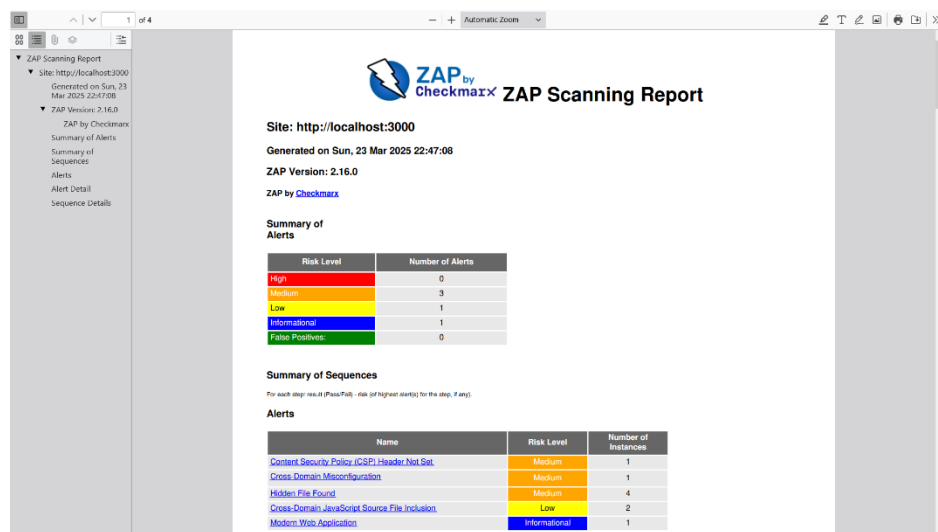 1 of 4
Automatic Zoom
ZAP Scanning Report
Site: http://localhost:3000
Generated on Sun, 23
Mar 2025 22:47:08
ZAP Version: 2.16.0
ZAP by Checkmarx
Summary of Alerts
Summary of
Sequences
Alerts
Alert Detail
Sequence Details
ZAP by
Checkmarx ZAP Scanning Report
Site: http://localhost:3000
Generated on Sun, 23 Mar 2025 22:47:08
ZAP Version: 2.16.0
ZAP by Checkmarx
Summary of
Alerts
Risk Level Number of Alerts
High 0
Medium 3
Low 1
Informational 1
False Positives: 0
Summary of Sequences
For each step: result (Pass/Fail) - risk (of highest alert(s) for the step, if any).
Alerts
Name Risk Level Number of
Instances
Content Security Policy (CSP) Header Not Set Medium 1
Cross-Domain Misconfiguration Medium 1
Hidden File Found Medium 4
Cross-Domain JavaScript Source File Inclusion Low 2
Modern Web Application Informational 1